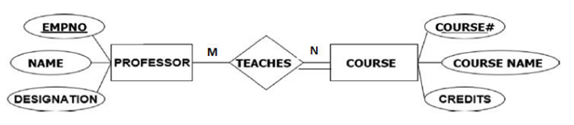 EMPNO
NAME
DESIGNATION
PROFESSOR
M
TEACHES
N
COURSE
COURSE#
COURSE NAME
CREDITS